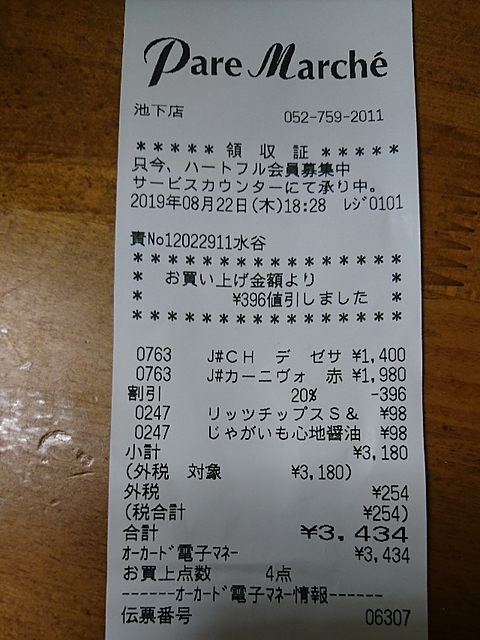 Pare Marché
池下店 052-759-2011
***** 領収証 *****
只今、ハートフル会員募集中
サービスカウンターにて承り中。
2019年08月22日(木)18:28 ﾚｼﾞ0101
責No12022911水谷
****************
* お買い上げ金額より *
* ¥396値引しました *
****************
0763 J#CH デ ゼサ ¥1,400
0763 J#カーニヴォ 赤 ¥1,980
割引 20% -396
0247 リッツチップスS& ¥98
0247 じゃがいも心地醤油 ¥98
小計 ¥3,180
(外税 対象 ¥3,180)
外税 ¥254
(税合計 ¥254)
合計 ¥3,434
ｵｰｶｰﾄﾞ電子ﾏﾈｰ ¥3,434
お買上点数 4点
------ｵｰｶｰﾄﾞ電子ﾏﾈｰ情報------
伝票番号 06307